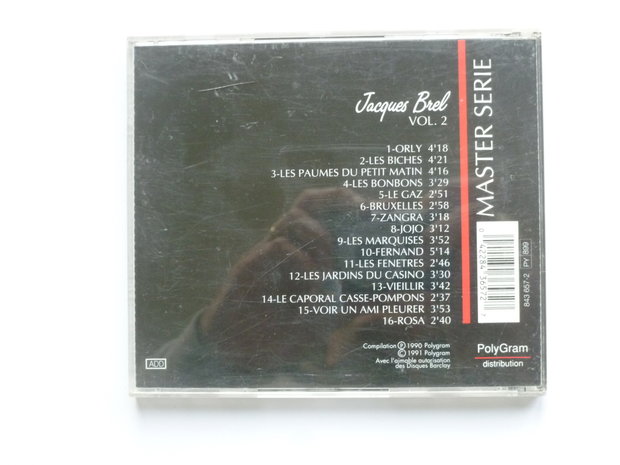 Jacques Brel
VOL. 2
1-ORLY 4'18
2-LES BICHES 4'21
3-LES PAUMES DU PETIT MATIN 4'16
4-LES BONBONS 3'29
5-LE GAZ 2'51
6-BRUXELLES 2'58
7-ZANGRA 3'18
8-JOJO 3'12
9-LES MARQUISES 3'52
10-FERNAND 5'14
11-LES FENETRES 2'46
12-LES JARDINS DU CASINO 3'30
13-VIEILLIR 3'42
14-LE CAPORAL CASSE-POMPONS 2'37
15-VOIR UN AMI PLEURER 3'53
16-ROSA 2'40
Compilation Ⓟ 1990 Polygram
© 1991 Polygram
Avec l'aimable autorisation
des Disques Barclay
ADD
MASTER SERIE
0 42284 36572
843 657-2 PY 899
PolyGram
distribution